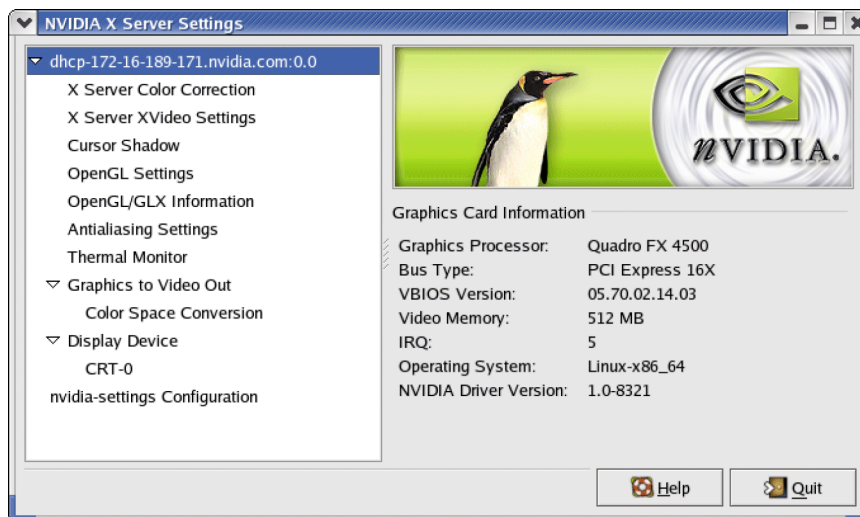 NVIDIA X Server Settings
dhcp-172-16-189-171.nvidia.com:0.0
X Server Color Correction
X Server XVideo Settings
Cursor Shadow
OpenGL Settings
OpenGL/GLX Information
Antialiasing Settings
Thermal Monitor
Graphics to Video Out
Color Space Conversion
Display Device
CRT-0
nvidia-settings Configuration
nVIDIA.
Graphics Card Information
Graphics Processor: Quadro FX 4500
Bus Type: PCI Express 16X
VBIOS Version: 05.70.02.14.03
Video Memory: 512 MB
IRQ: 5
Operating System: Linux-x86_64
NVIDIA Driver Version: 1.0-8321
Help
Quit